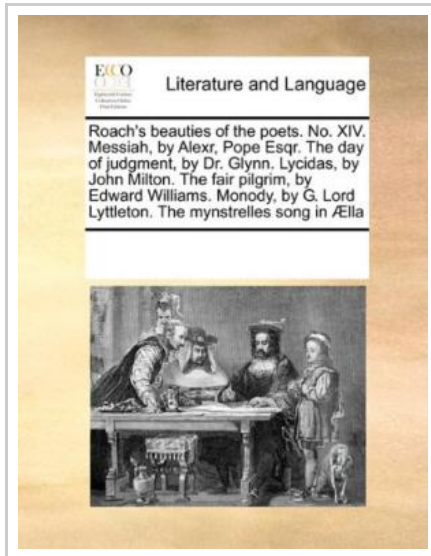 ECCO
Literature and Language
Roach's beauties of the poets. No. XIV.
Messiah, by Alexr, Pope Esqr. The day
of judgment, by Dr. Glynn. Lycidas, by
John Milton. The fair pilgrim, by
Edward Williams. Monody, by G. Lord
Lyttleton. The mynstrelles song in Ælla